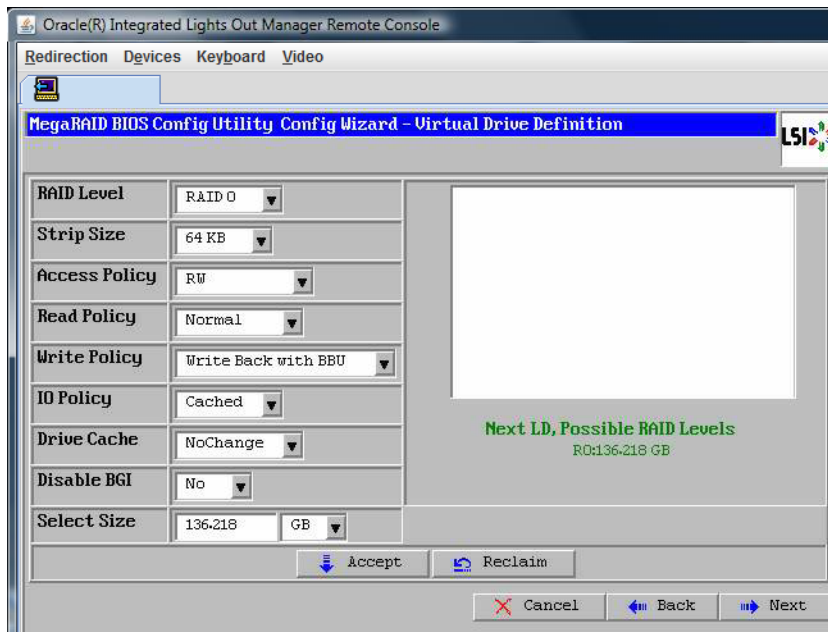 Oracle(R) Integrated Lights Out Manager Remote Console
Redirection Devices Keyboard Video
MegaRAID BIOS Config Utility Config Wizard - Virtual Drive Definition
LSI
RAID Level RAID 0
Strip Size 64 KB
Access Policy RW
Read Policy Normal
Write Policy Write Back with BBU
IO Policy Cached
Drive Cache NoChange
Disable BGI No
Select Size 136.218 GB
Next LD, Possible RAID Levels
R0:136.218 GB
Accept Reclaim
Cancel Back Next